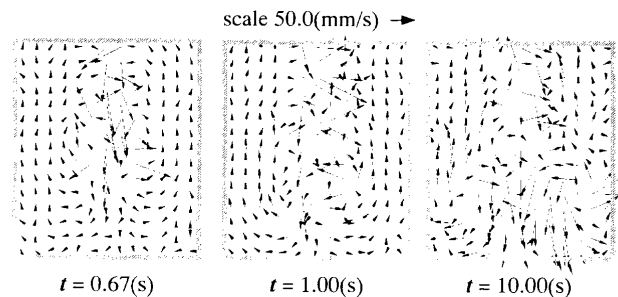 scale 50.0(mm/s)
t = 0.67(s)
t = 1.00(s)
t = 10.00(s)